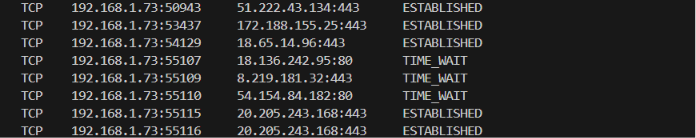 TCP 192.168.1.73:50943 51.222.43.134:443 ESTABLISHED
TCP 192.168.1.73:53437 172.188.155.25:443 ESTABLISHED
TCP 192.168.1.73:54129 18.65.14.96:443 ESTABLISHED
TCP 192.168.1.73:55107 18.136.242.95:80 TIME_WAIT
TCP 192.168.1.73:55109 8.219.181.32:443 TIME_WAIT
TCP 192.168.1.73:55110 54.154.84.182:80 TIME_WAIT
TCP 192.168.1.73:55115 20.205.243.168:443 ESTABLISHED
TCP 192.168.1.73:55116 20.205.243.168:443 ESTABLISHED